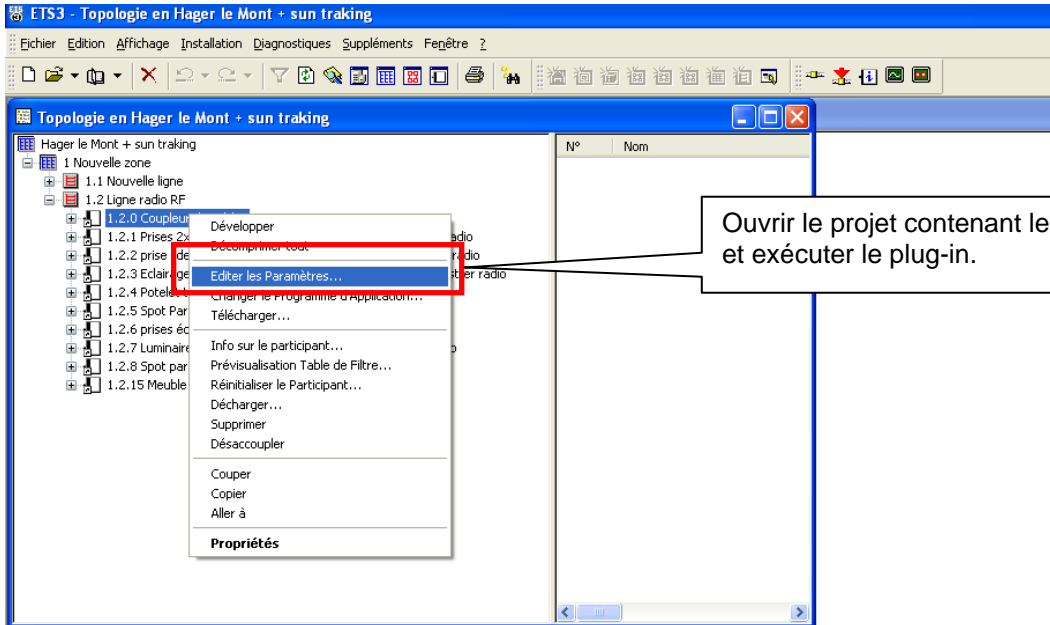 ETS3 - Topologie en Hager le Mont + sun traking
Eichier Edition Affichage Installation Diagnostiques Suppléments Fenêtre ?
Topologie en Hager le Mont + sun traking
Hager le Mont + sun traking
1 Nouvelle zone
1.1 Nouvelle ligne
1.2 Ligne radio RF
1.2.0 Coupleur
1.2.1 Prises 2x
1.2.2 prise
1.2.3 Eclairage
1.2.4 Potelet
1.2.5 Spot Par
1.2.6 prises éc
1.2.7 Luminaire
1.2.8 Spot par
1.2.15 Meuble
adio
radio
radio
Développer
Décomprimer tout
Editer les Paramètres...
Changer le Programme d'Application...
Télécharger...
Info sur le participant...
Prévisualisation Table de Filtre...
Réinitialiser le Participant...
Décharger...
Supprimer
Désaccoupler
Couper
Copier
Aller à
Propriétés
N° Nom
Ouvrir le projet contenant le
et exécuter le plug-in.